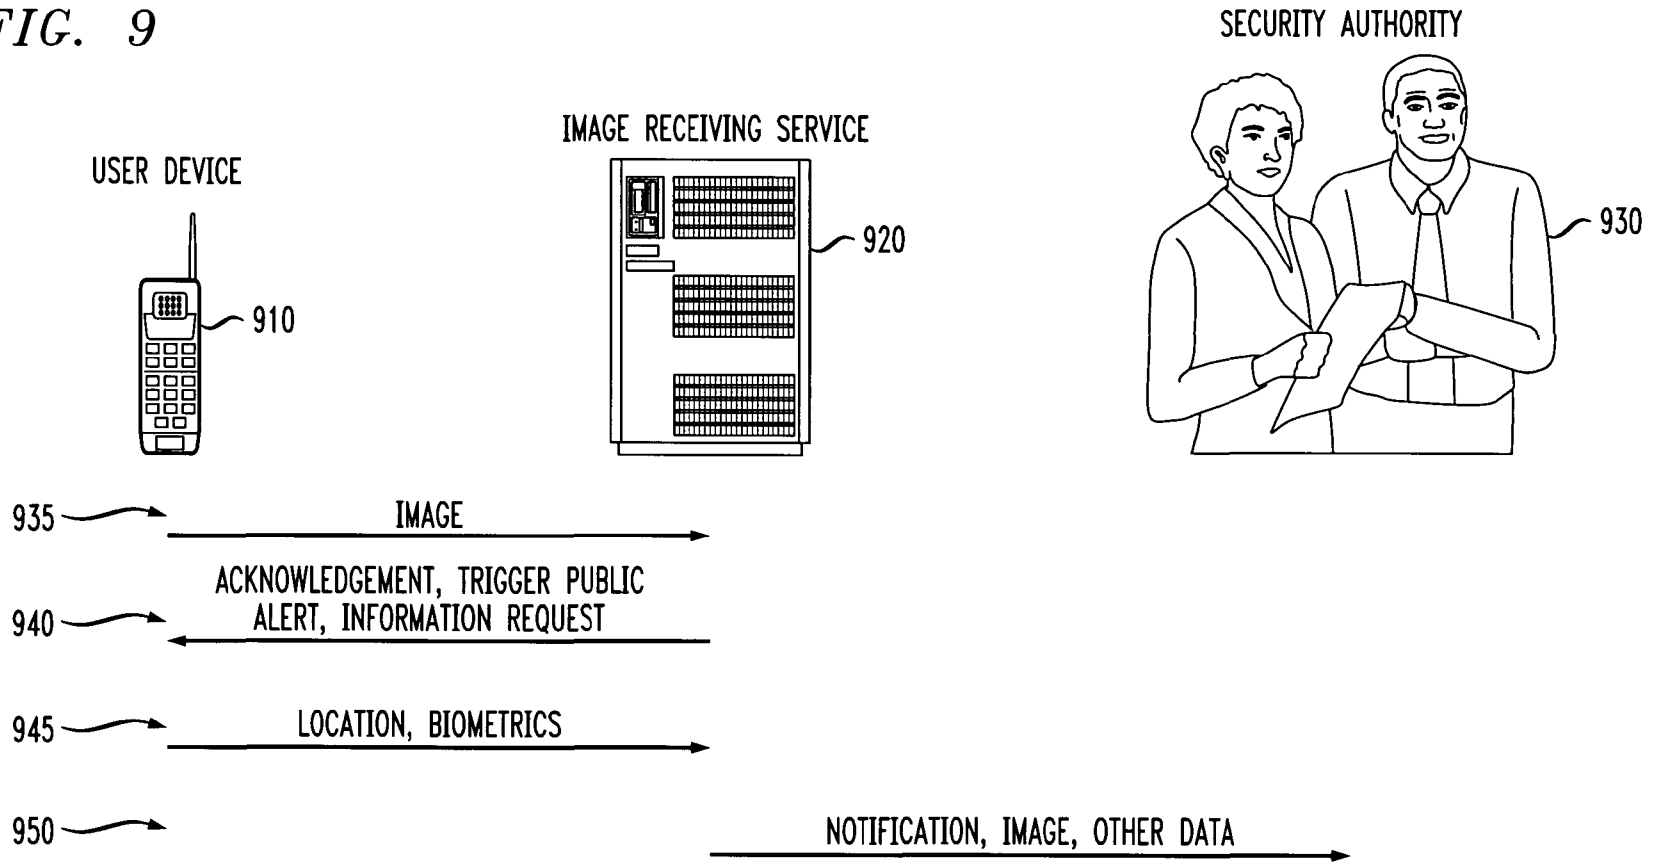 FIG. 9
SECURITY AUTHORITY
IMAGE RECEIVING SERVICE
USER DEVICE
930
920
910
935
IMAGE
ACKNOWLEDGEMENT, TRIGGER PUBLIC
940
ALERT, INFORMATION REQUEST
945
LOCATION, BIOMETRICS
950
NOTIFICATION, IMAGE, OTHER DATA